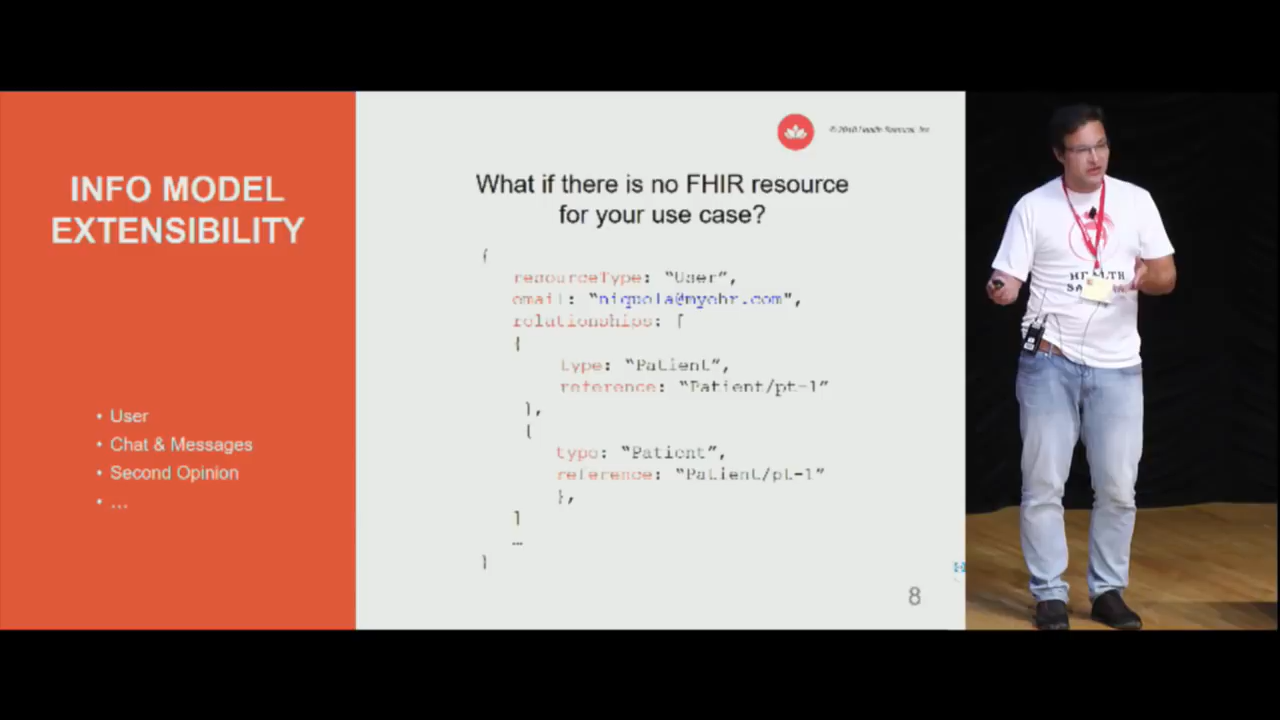 INFO MODEL
EXTENSIBILITY
• User
• Chat & Messages
• Second Opinion
• ...
What if there is no FHIR resource
for your use case?
{
resourceType: “User”,
email: “niquola@myehr.com",
relationships: [
{
type: “Patient”,
reference: “Patient/pt-1”
},
{
type: “Patient”,
reference: “Patient/pt-1”
},
]
…
}
8
HEALTH